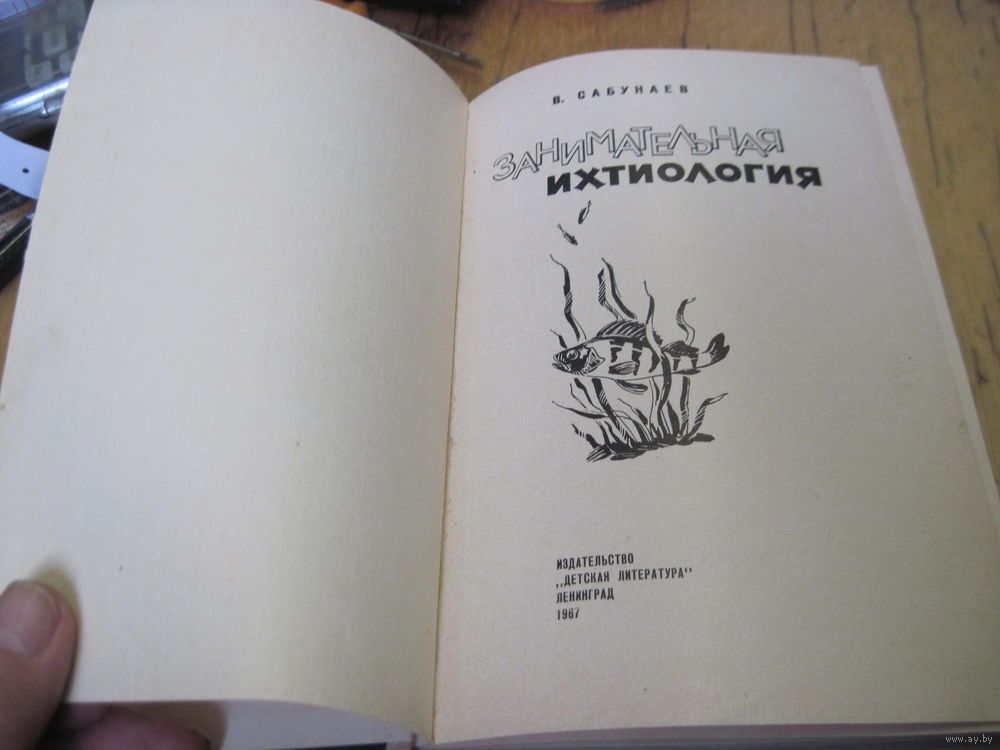 В. САБУНАЕВ
ЗАНИМАТЕЛЬНАЯ
ИХТИОЛОГИЯ
ИЗДАТЕЛЬСТВО
„ДЕТСКАЯ ЛИТЕРАТУРА"
ЛЕНИНГРАД
1967
www.ay.by